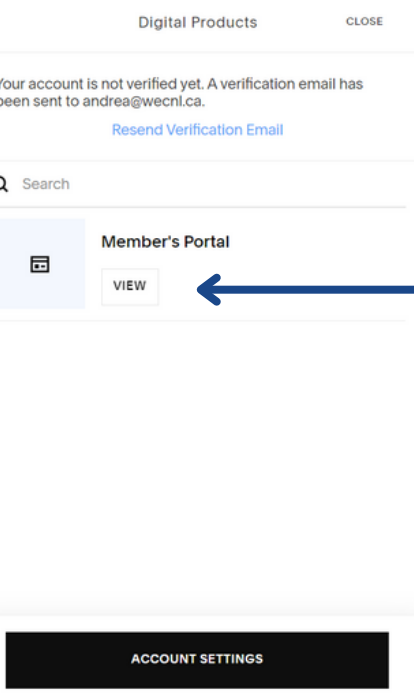 Digital Products
CLOSE
Your account is not verified yet. A verification email has
been sent to andrea@wecnl.ca.
Resend Verification Email
Search
Member's Portal
VIEW
ACCOUNT SETTINGS